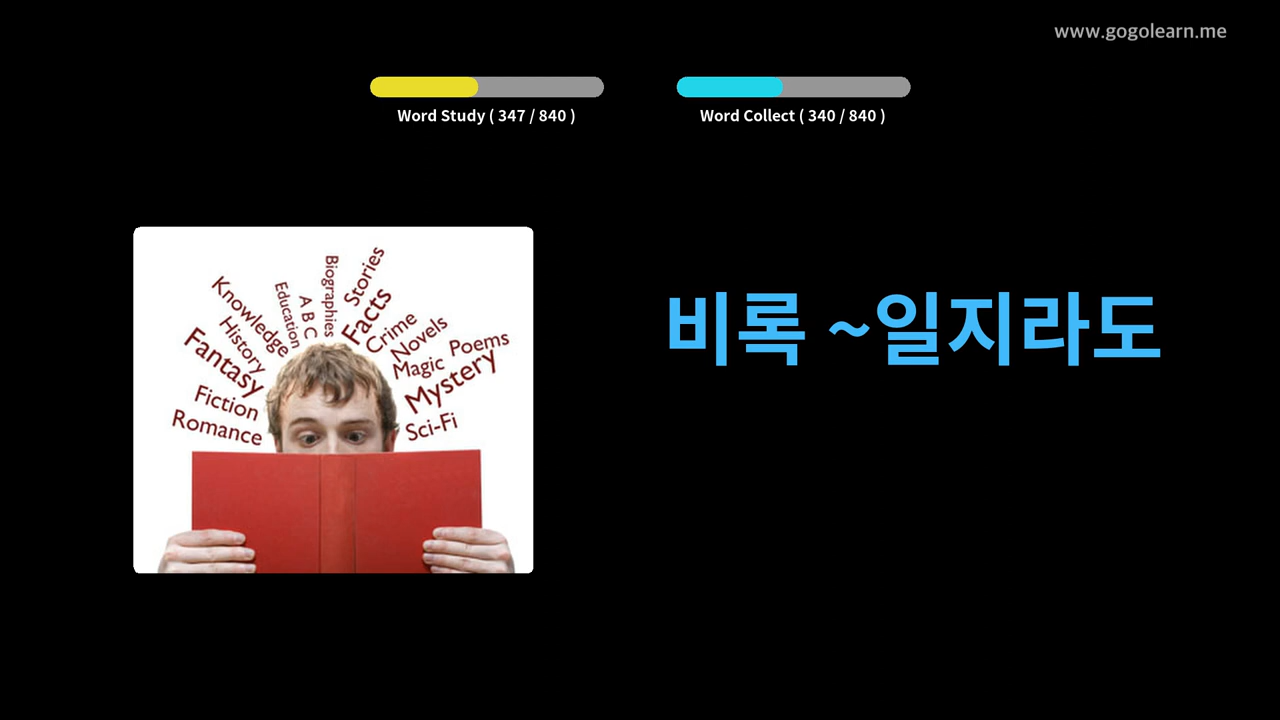 www.gogolearn.me
Word Study ( 347 / 840 )
Word Collect ( 340 / 840 )
비록 ~일지라도
Knowledge
History
Fantasy
Fiction
Romance
Education
A B C
Biographies
Stories
Facts
Crime
Novels
Magic
Poems
Mystery
Sci-Fi